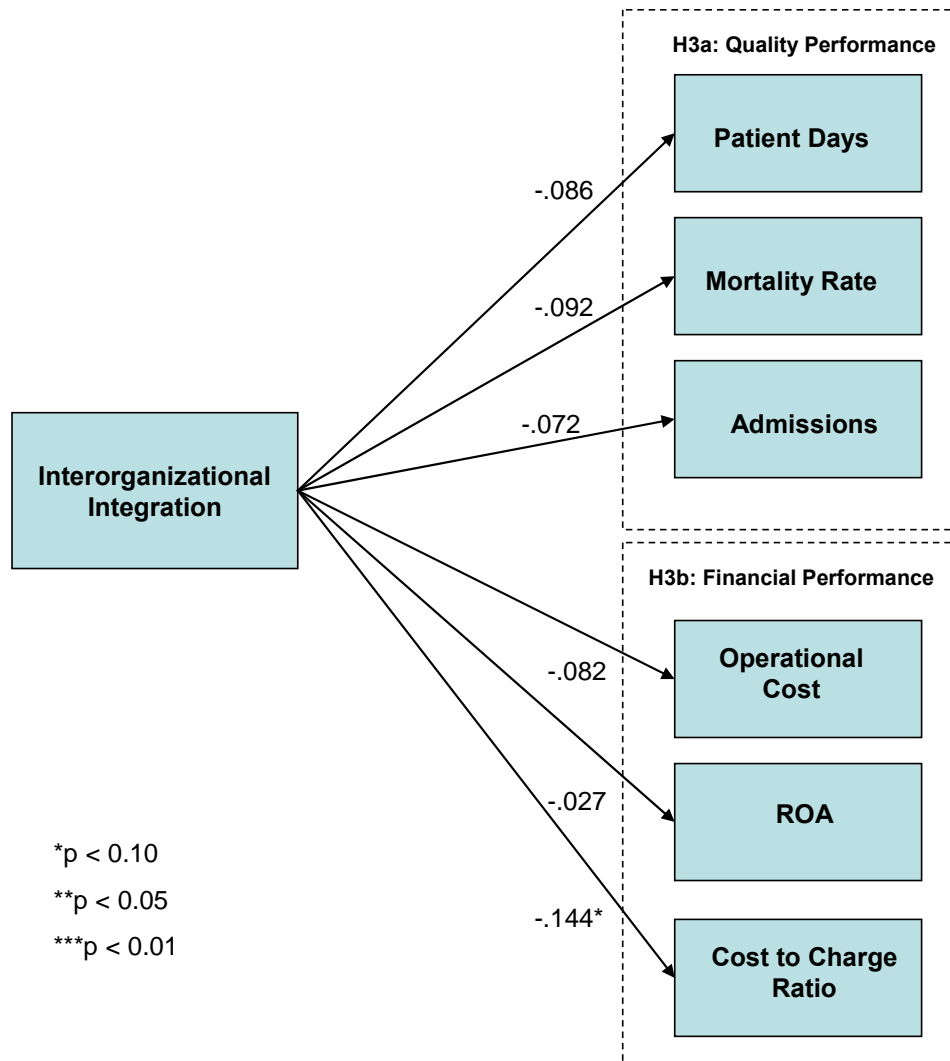 H3a: Quality Performance
Patient Days
-.086
Mortality Rate
-.092
Admissions
-.072
Interorganizational
Integration
H3b: Financial Performance
Operational
Cost
-.082
ROA
-.027
Cost to Charge
Ratio
-.144*
*p < 0.10
**p < 0.05
***p < 0.01